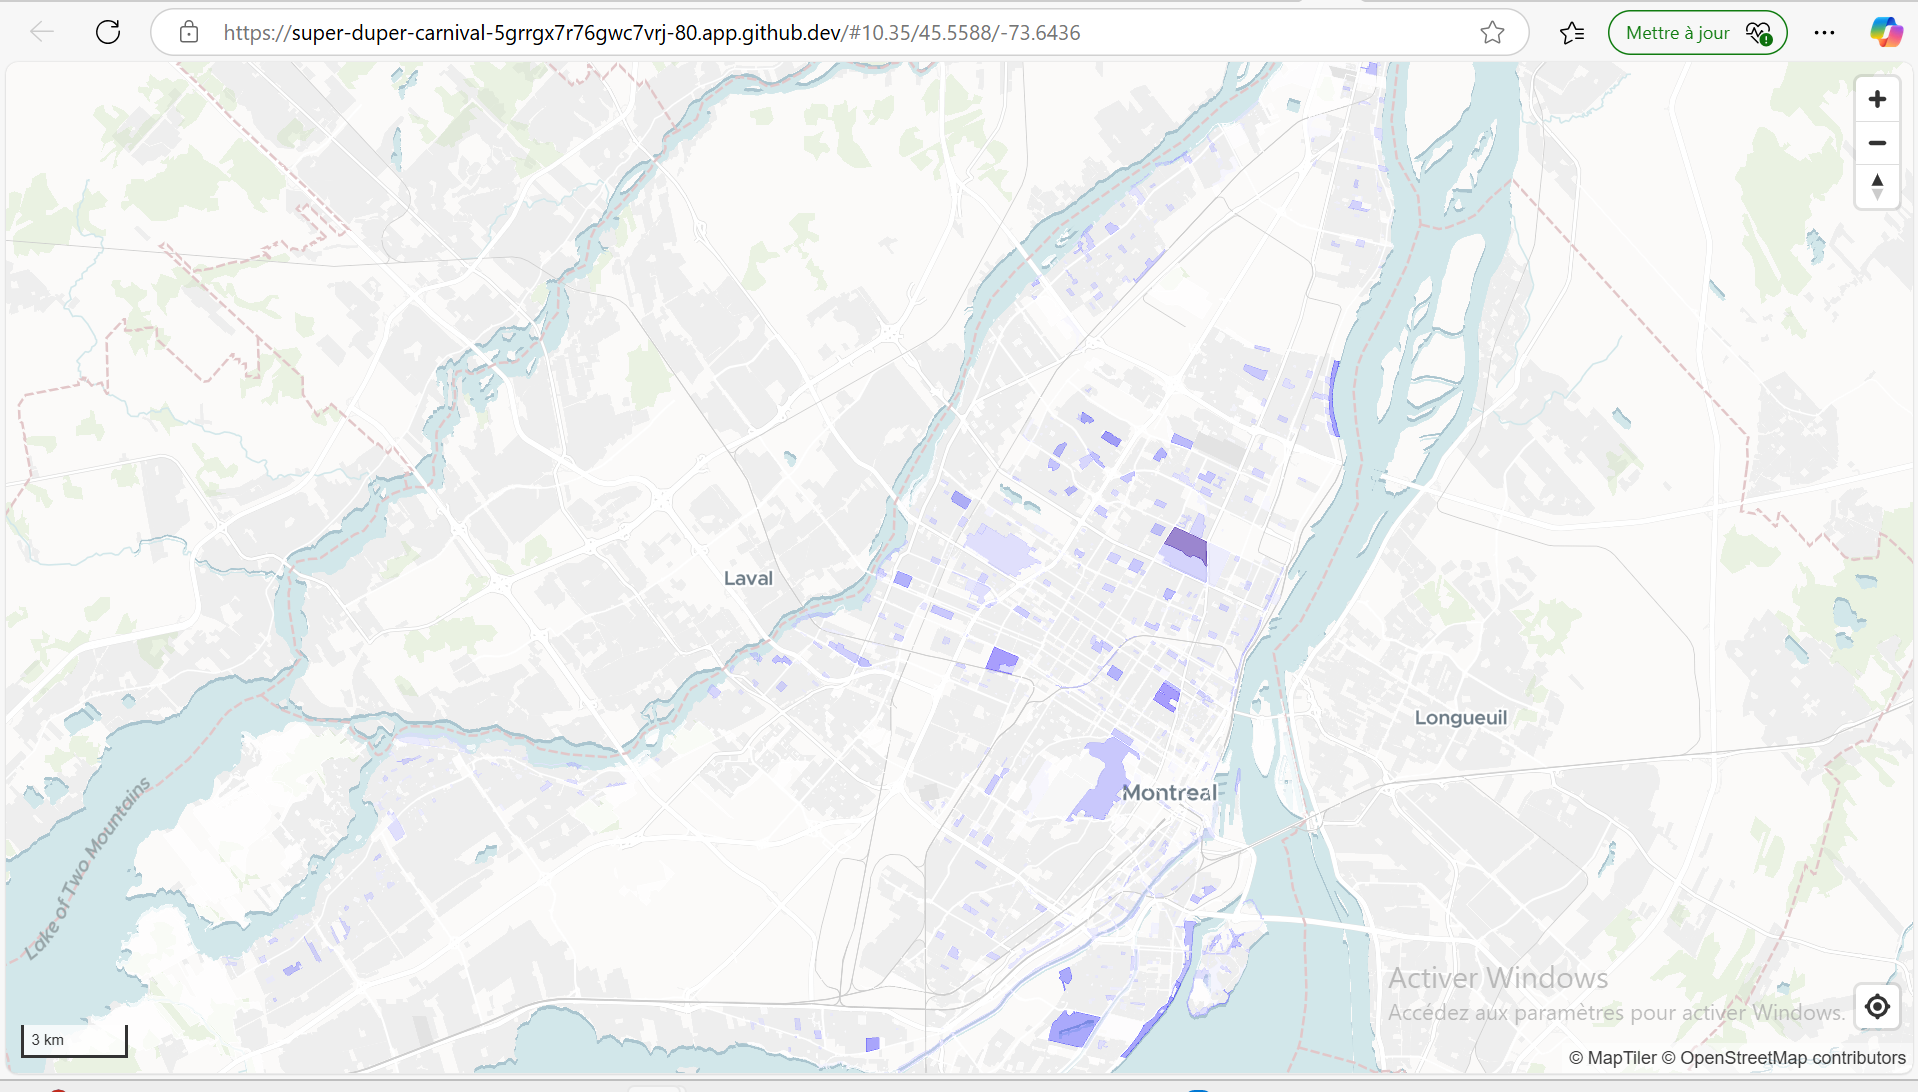 https://super-duper-carnival-5grrgx7r76gwc7vrj-80.app.github.dev/#10.35/45.5588/-73.6436
Mettre à jour
Laval
Longueuil
Montreal
Lake of Two Mountains
Activer Windows
Accédez aux paramètres pour activer Windows.
3 km
© MapTiler © OpenStreetMap contributors